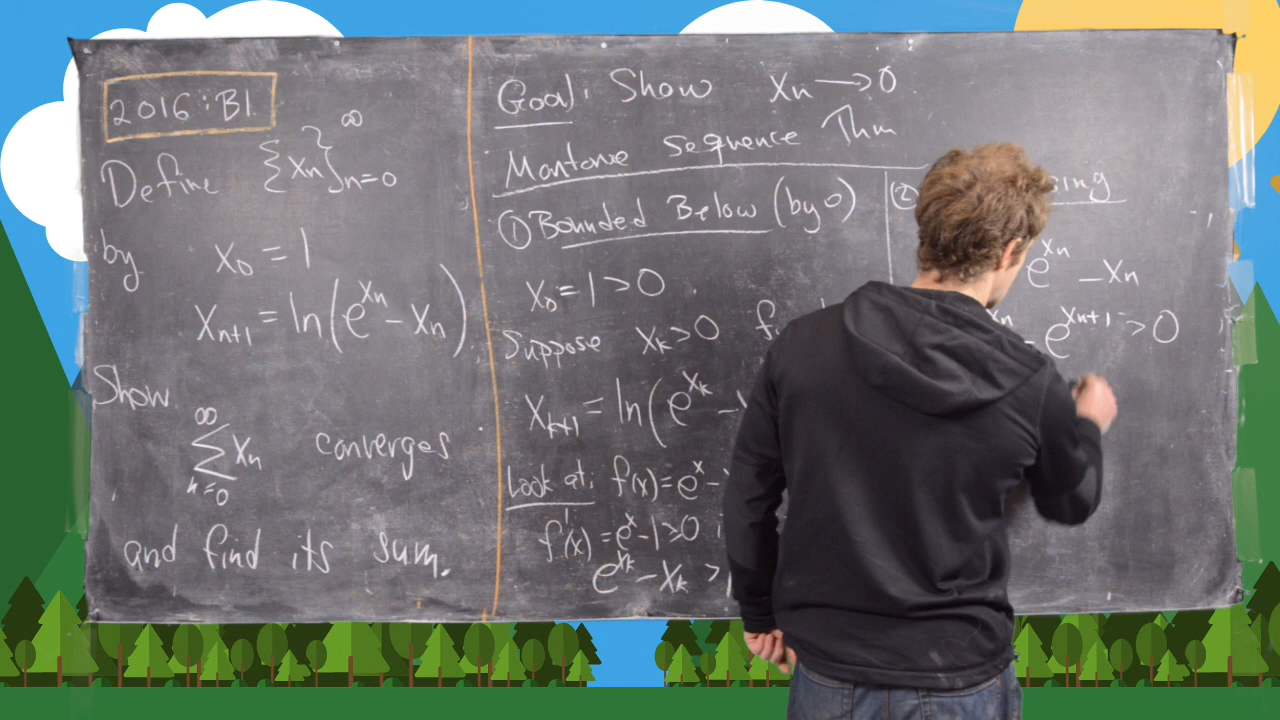 2016:B1
Define {xn}∞n=0
by x0 = 1
xn+1 = ln(e^xn - xn)
Show
∞
∑ xn converges
n=0
and find its sum.
Goal: Show xn → 0
Montone Sequence Thm
① Bounded Below (by 0)
x0 = 1 > 0
Suppose xk > 0
xk+1 = ln(e^xk -
Look at: f(x) = e^x -
f'(x) = e^x - 1 > 0
e^xk - xk >
②
e^xn - xn
xn - e^xn+1 > 0